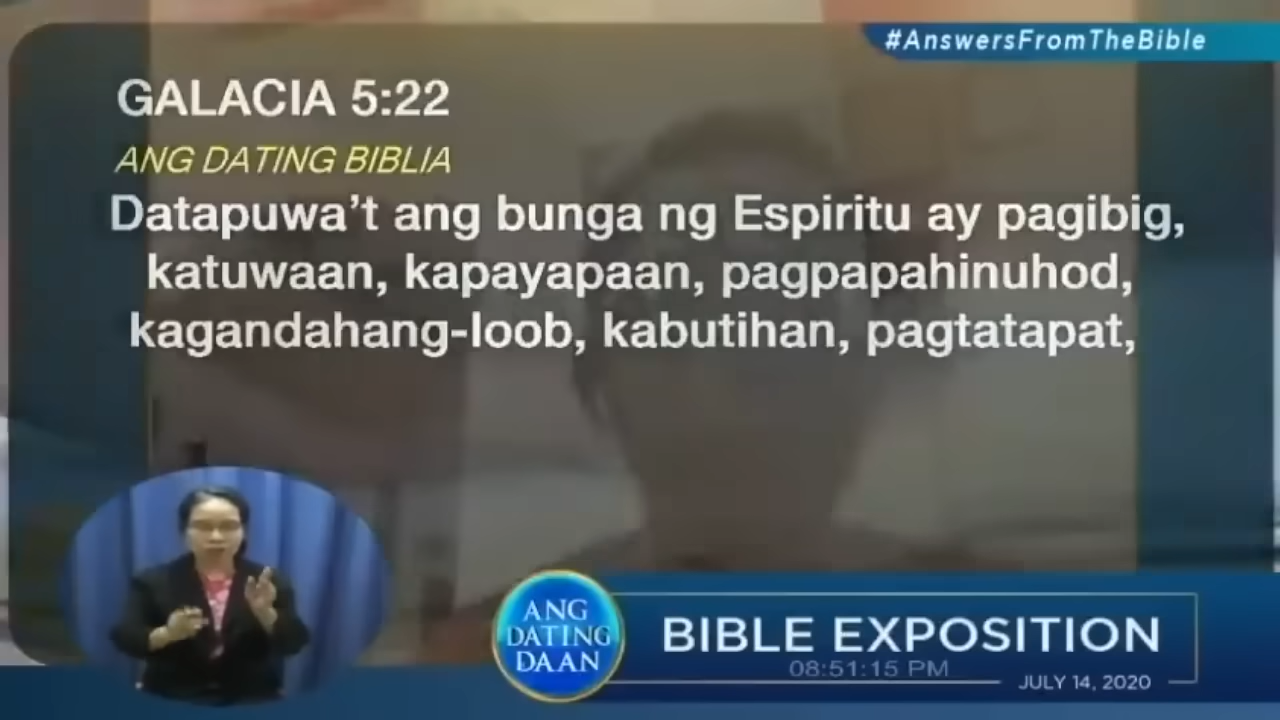 #AnswersFromTheBible
GALACIA 5:22
ANG DATING BIBLIA
Datapuwa't ang bunga ng Espiritu ay pagibig,
katuwaan, kapayapaan, pagpapahinuhod,
kagandahang-loob, kabutihan, pagtatapat,
ANG
DATING
DAAN
BIBLE EXPOSITION
08:51:15 PM
JULY 14, 2020